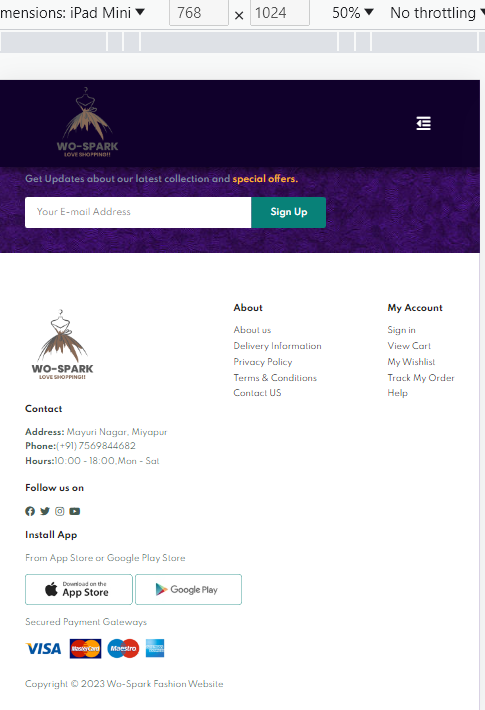 mensions: iPad Mini
768
×
1024
50%
No throttling
WO-SPARK
LOVE SHOPPING!!
Get Updates about our latest collection and special offers.
Your E-mail Address
Sign Up
WO-SPARK
LOVE SHOPPING!!
Contact
Address: Mayuri Nagar, Miyapur
Phone:(+91) 7569844682
Hours:10:00 - 18:00,Mon - Sat
Follow us on
Install App
From App Store or Google Play Store
Download on the
App Store
Google Play
Secured Payment Gateways
VISA
MasterCard
Maestro
Copyright © 2023 Wo-Spark Fashion Website
About
About us
Delivery Information
Privacy Policy
Terms & Conditions
Contact US
My Account
Sign in
View Cart
My Wishlist
Track My Order
Help